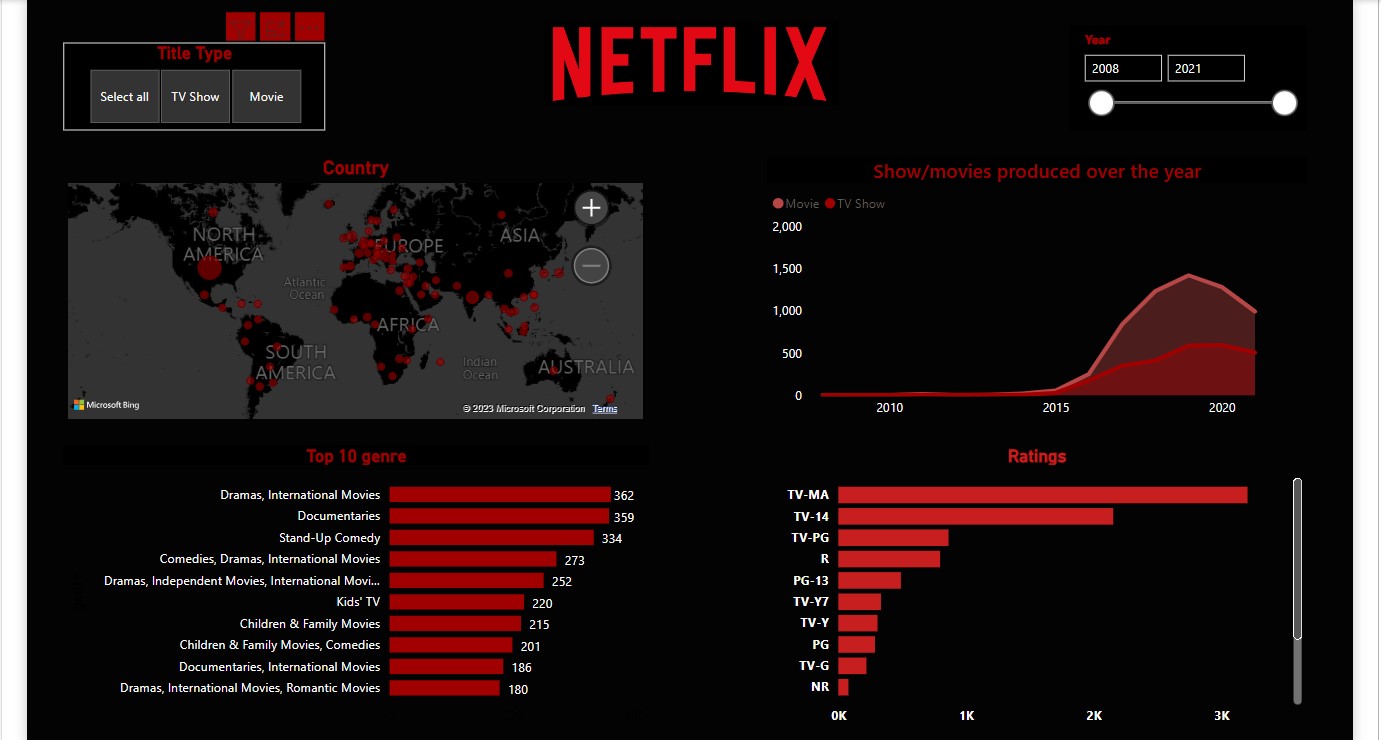 NETFLIX
Title Type
Select all
TV Show
Movie
Year
2008
2021
Country
NORTH
AMERICA
EUROPE
ASIA
Atlantic
Ocean
AFRICA
SOUTH
AMERICA
Indian
Ocean
AUSTRALIA
Microsoft Bing
© 2023 Microsoft Corporation Terms
Show/movies produced over the year
Movie TV Show
2,000
1,500
1,000
500
0
2010 2015 2020
Top 10 genre
Dramas, International Movies 362
Documentaries 359
Stand-Up Comedy 334
Comedies, Dramas, International Movies 273
Dramas, Independent Movies, International Movi... 252
Kids' TV 220
Children & Family Movies 215
Children & Family Movies, Comedies 201
Documentaries, International Movies 186
Dramas, International Movies, Romantic Movies 180
Ratings
TV-MA
TV-14
TV-PG
R
PG-13
TV-Y7
TV-Y
PG
TV-G
NR
0K 1K 2K 3K